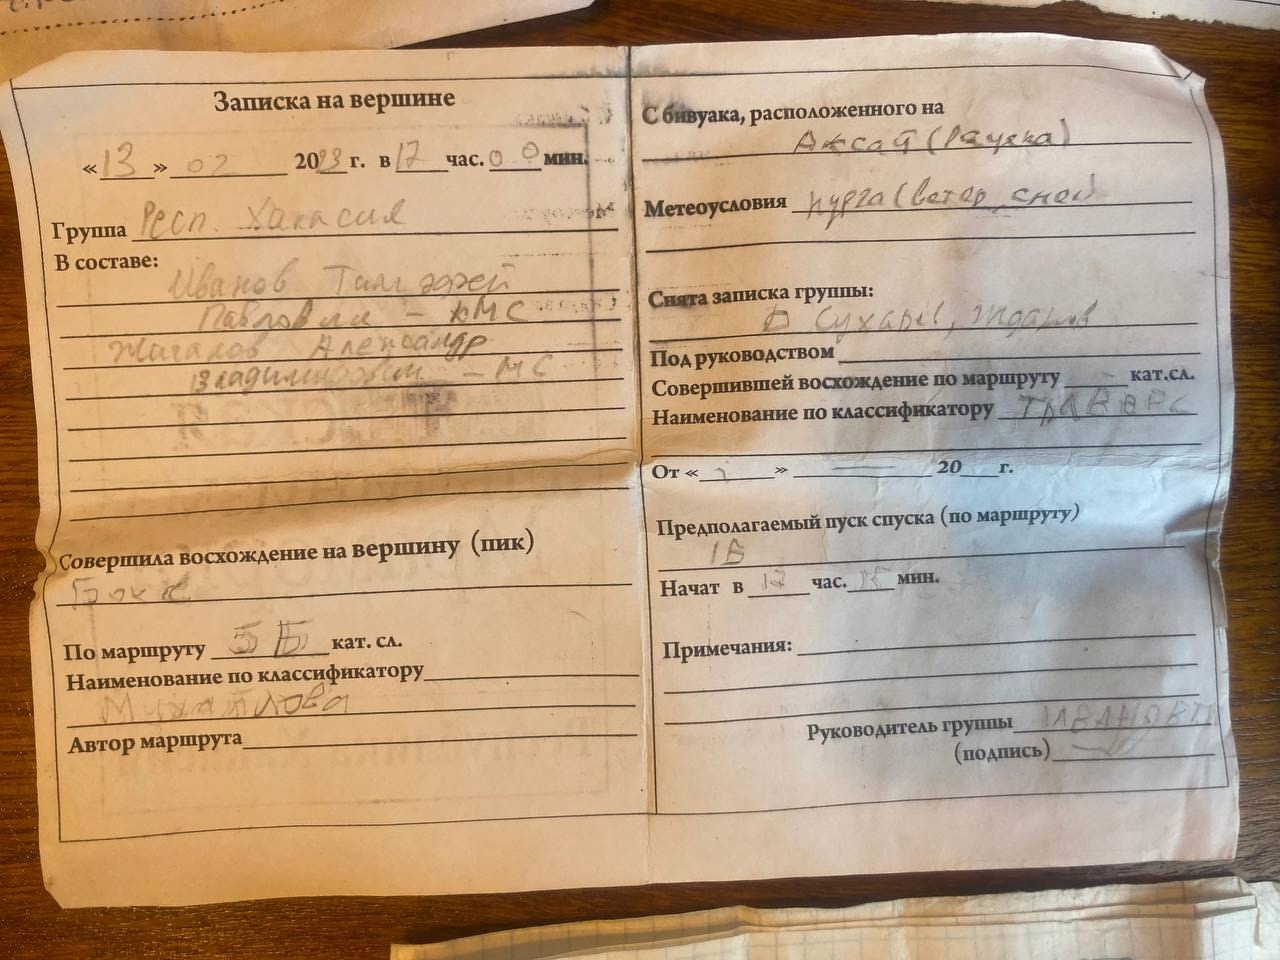 Записка на вершине
«13» 02 2013 г. в 17 час. 00 мин.
Группа Респ. Хакасия
В составе:
Иванов
Павлович - КМС
Жигалов Александр
Владимирович - МС
Совершила восхождение на вершину (пик)
Бокс
По маршруту 5Б кат. сл.
Наименование по классификатору
Михайлова
Автор маршрута
С бивуака, расположенного на
Аксай (Рацека)
Метеоусловия пурга (ветер, снег)
Снята записка группы:
Сухарев, Жданов
Под руководством
Совершившей восхождение по маршруту - кат.сл.
Наименование по классификатору ТРАВЕРС
От « » 20 г.
Предполагаемый пуск спуска (по маршруту)
1Б
Начат в 17 час. 15 мин.
Примечания:
Руководитель группы ИВАНОВ
(подпись)